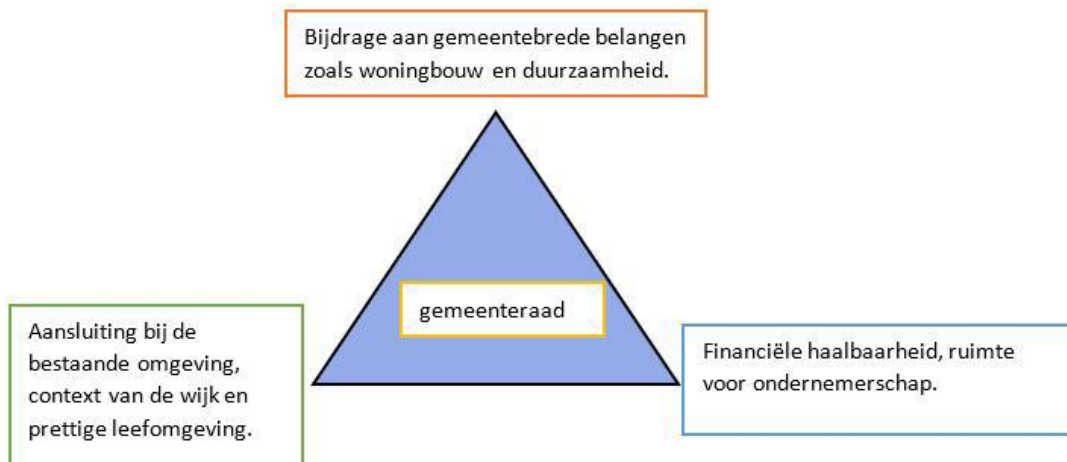 Bijdrage aan gemeentebrede belangen
zoals woningbouw en duurzaamheid.
gemeenteraad
Aansluiting bij de
bestaande omgeving,
context van de wijk en
prettige leefomgeving.
Financiële haalbaarheid, ruimte
voor ondernemerschap.